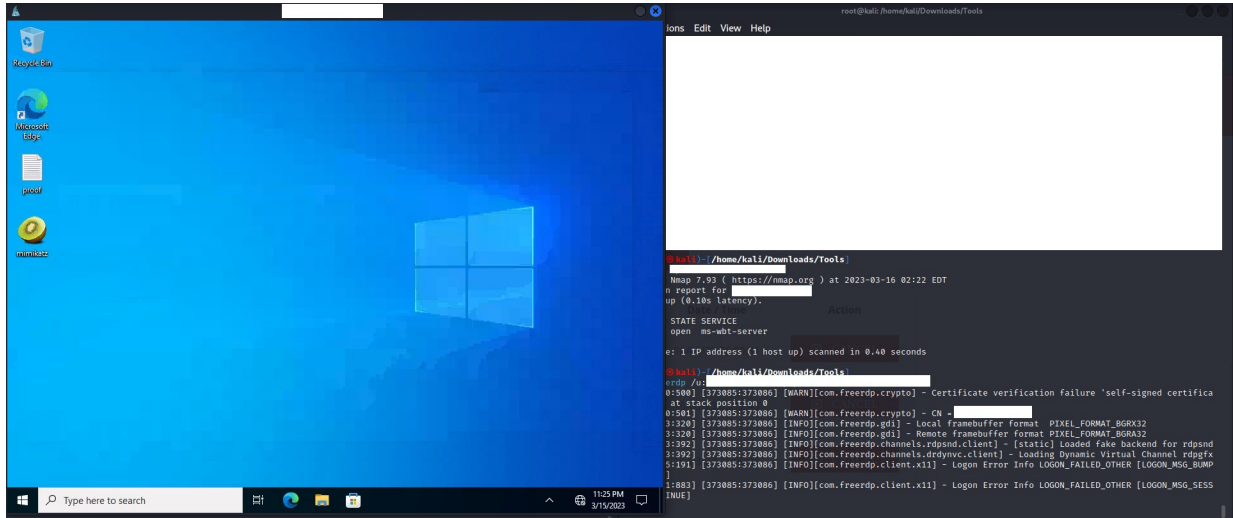 Recycle Bin
Microsoft
Edge
proof
mimikatz
Type here to search
11:25 PM
3/15/2023
root@kali: /home/kali/Downloads/Tools
ions Edit View Help
kali)-[/home/kali/Downloads/Tools]
Nmap 7.93 ( https://nmap.org ) at 2023-03-16 02:22 EDT
n report for
up (0.10s latency).
Date / Time Action
STATE SERVICE
open ms-wbt-server
e: 1 IP address (1 host up) scanned in 0.40 seconds
kali)-[/home/kali/Downloads/Tools]
erdp /u:
0:500] [373085:373086] [WARN][com.freerdp.crypto] - Certificate verification failure 'self-signed certifica
at stack position 0
0:501] [373085:373086] [WARN][com.freerdp.crypto] - CN =
3:320] [373085:373086] [INFO][com.freerdp.gdi] - Local framebuffer format PIXEL_FORMAT_BGRX32
3:320] [373085:373086] [INFO][com.freerdp.gdi] - Remote framebuffer format PIXEL_FORMAT_BGRA32
3:392] [373085:373086] [INFO][com.freerdp.channels.rdpsnd.client] - [static] Loaded fake backend for rdpsnd
3:392] [373085:373086] [INFO][com.freerdp.channels.drdynvc.client] - Loading Dynamic Virtual Channel rdpgfx
5:191] [373085:373086] [INFO][com.freerdp.client.x11] - Logon Error Info LOGON_FAILED_OTHER [LOGON_MSG_BUMP
]
1:883] [373085:373086] [INFO][com.freerdp.client.x11] - Logon Error Info LOGON_FAILED_OTHER [LOGON_MSG_SESS
INUE]